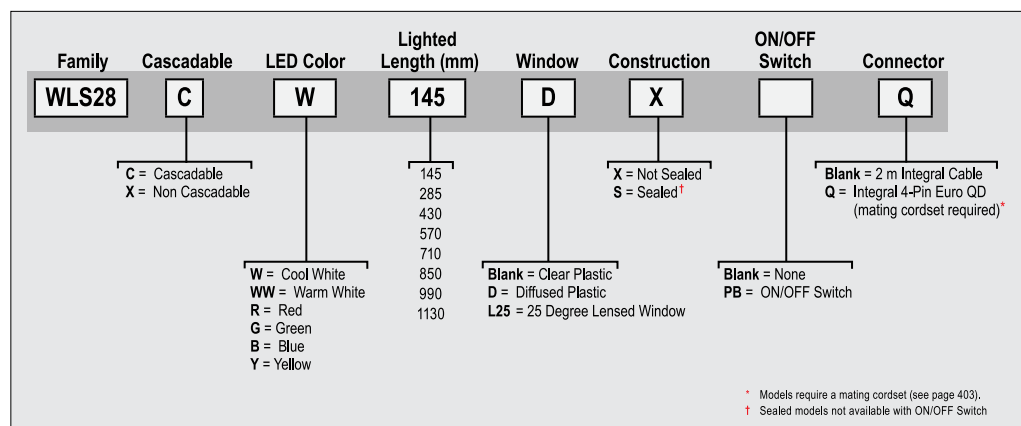 Family
Cascadable
LED Color
Lighted
Length (mm)
Window
Construction
ON/OFF
Switch
Connector
WLS28
C
W
145
D
X
Q
C = Cascadable
X = Non Cascadable
W = Cool White
WW = Warm White
R = Red
G = Green
B = Blue
Y = Yellow
145
285
430
570
710
850
990
1130
Blank = Clear Plastic
D = Diffused Plastic
L25 = 25 Degree Lensed Window
X = Not Sealed
S = Sealed†
Blank = None
PB = ON/OFF Switch
Blank = 2 m Integral Cable
Q = Integral 4-Pin Euro QD
(mating cordset required)*
* Models require a mating cordset (see page 403).
† Sealed models not available with ON/OFF Switch